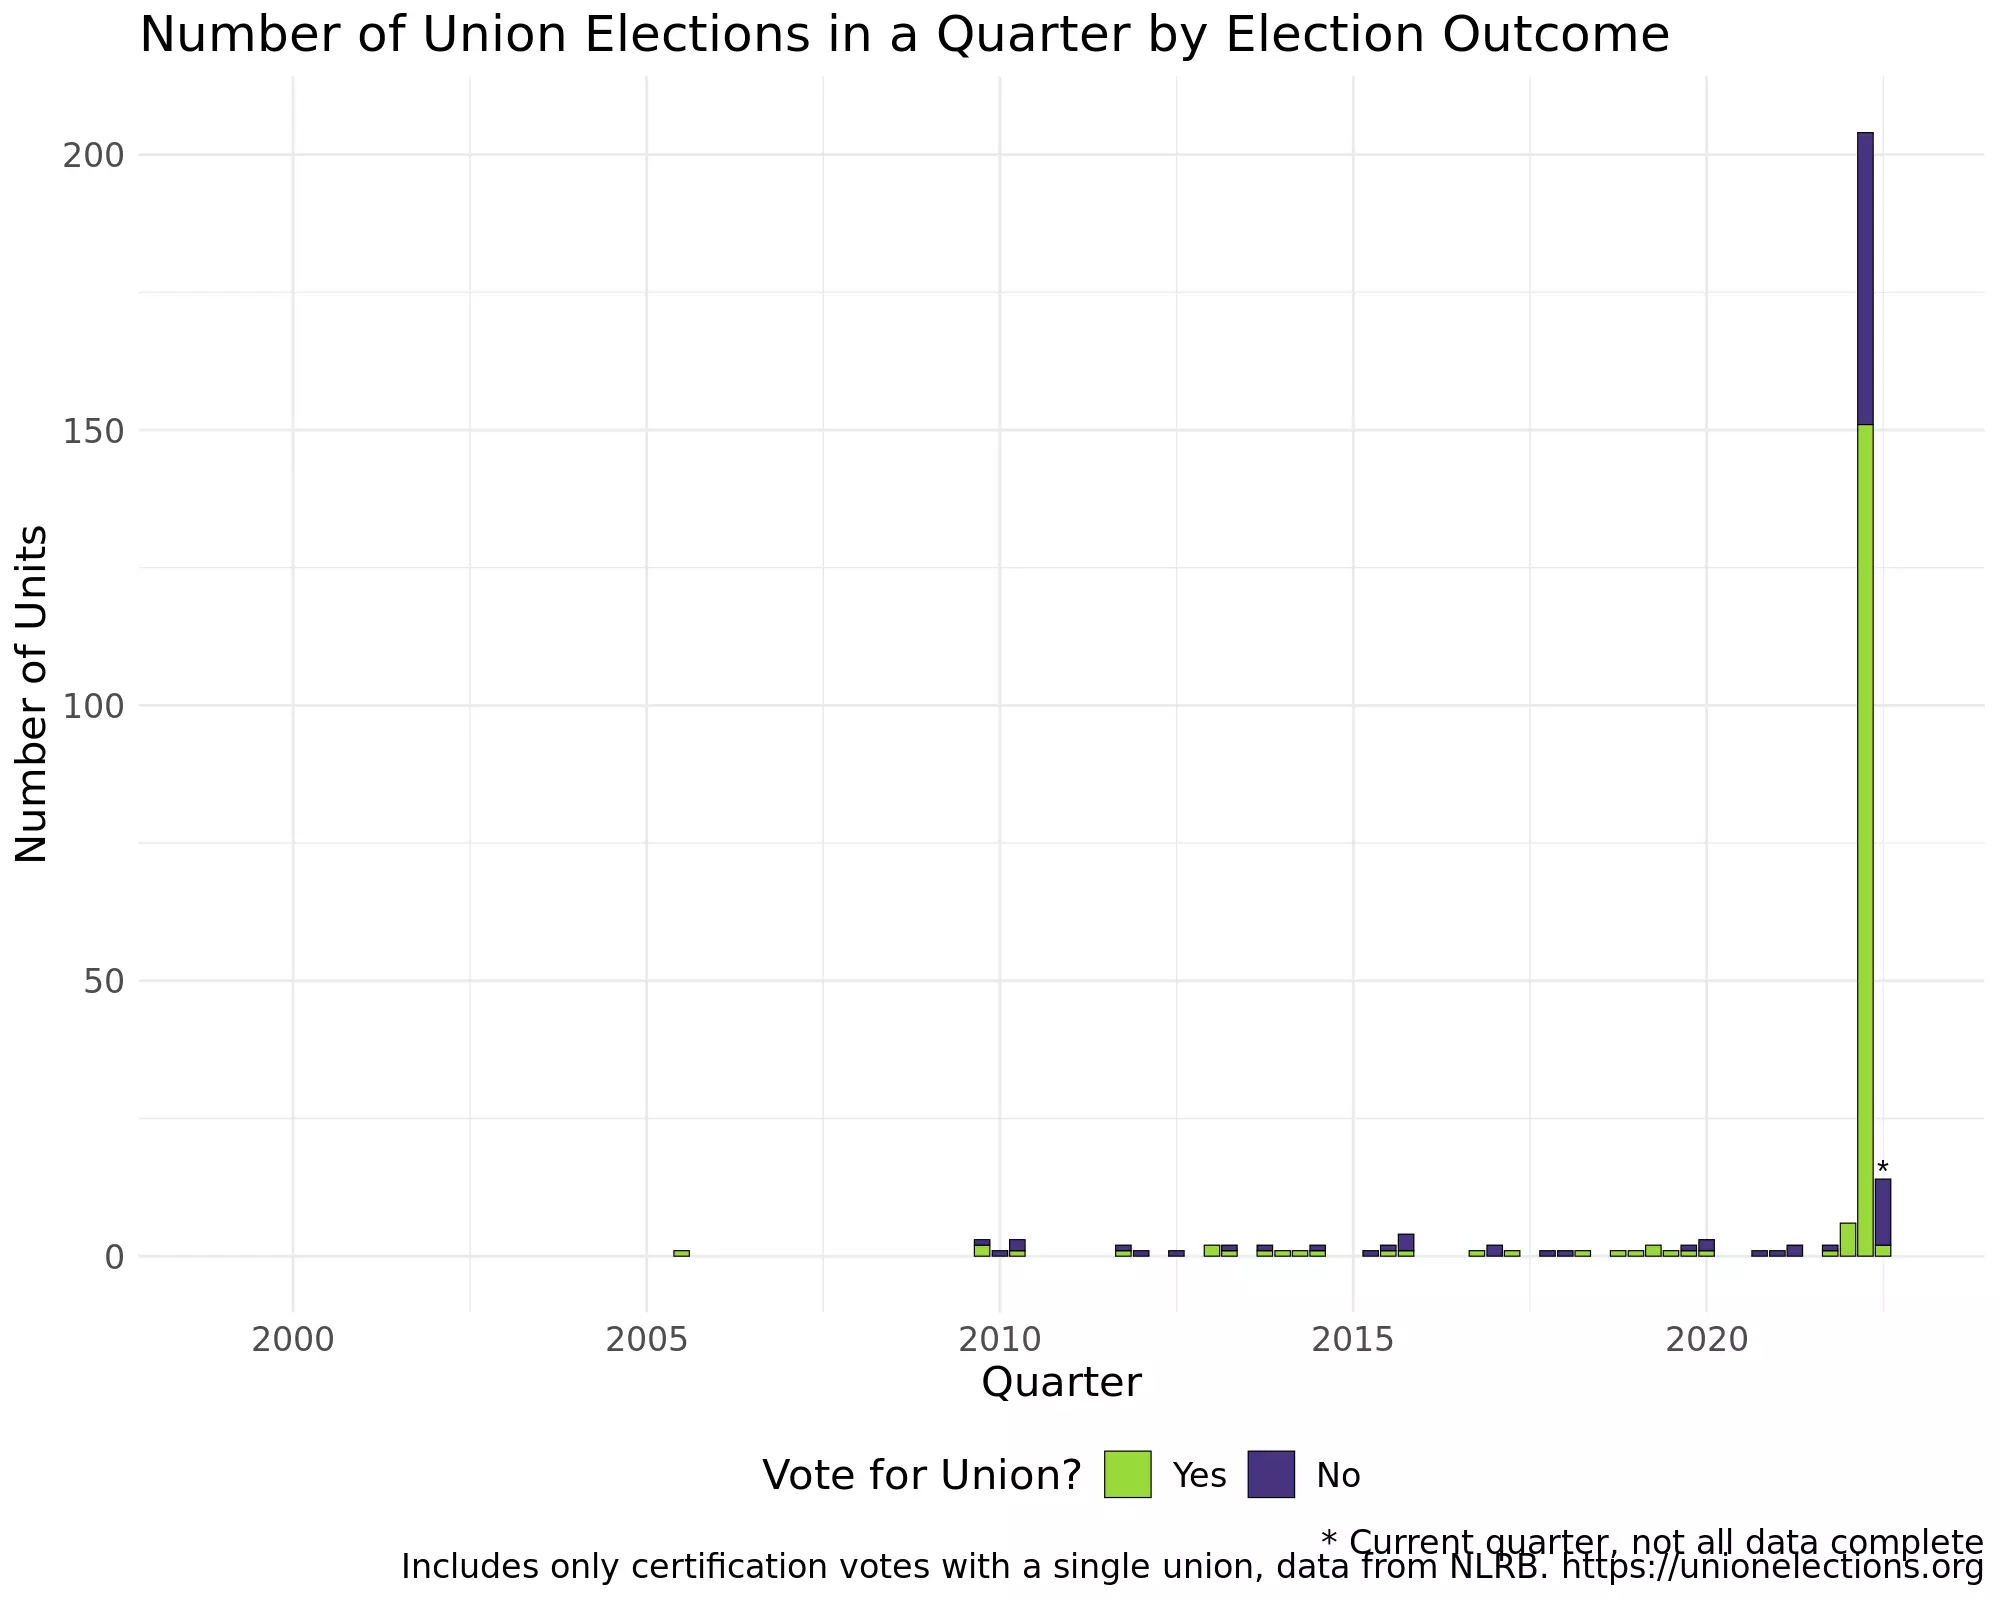 Number of Union Elections in a Quarter by Election Outcome
200
150
100
50
0
Number of Units
*
2000 2005 2010 2015 2020
Quarter
Vote for Union? Yes No
* Current quarter, not all data complete
Includes only certification votes with a single union, data from NLRB. https://unionelections.org